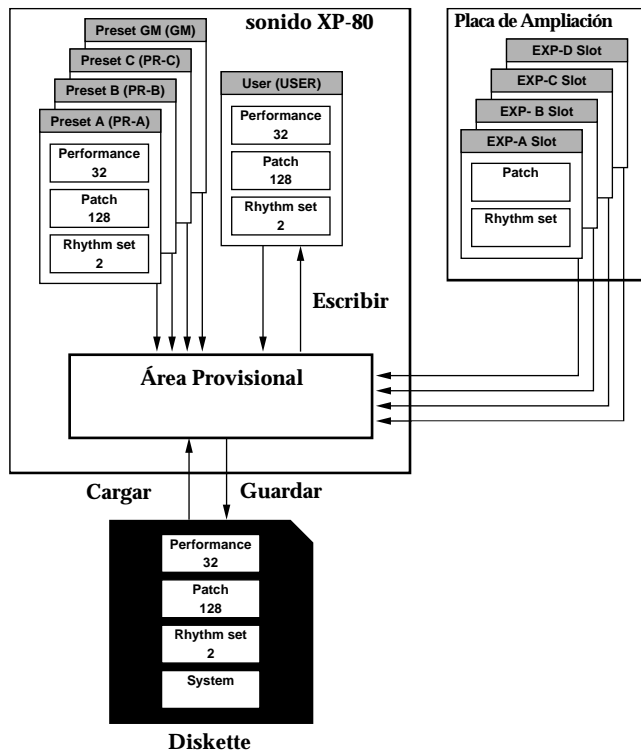 sonido XP-80
Preset GM (GM)
Preset C (PR-C)
Preset B (PR-B)
Preset A (PR-A)
Performance
32
Patch
128
Rhythm set
2
User (USER)
Performance
32
Patch
128
Rhythm set
2
Escribir
Placa de Ampliación
EXP-D Slot
EXP-C Slot
EXP- B Slot
EXP-A Slot
Patch
Rhythm set
Área Provisional
Cargar
Guardar
Performance
32
Patch
128
Rhythm set
2
System
Diskette